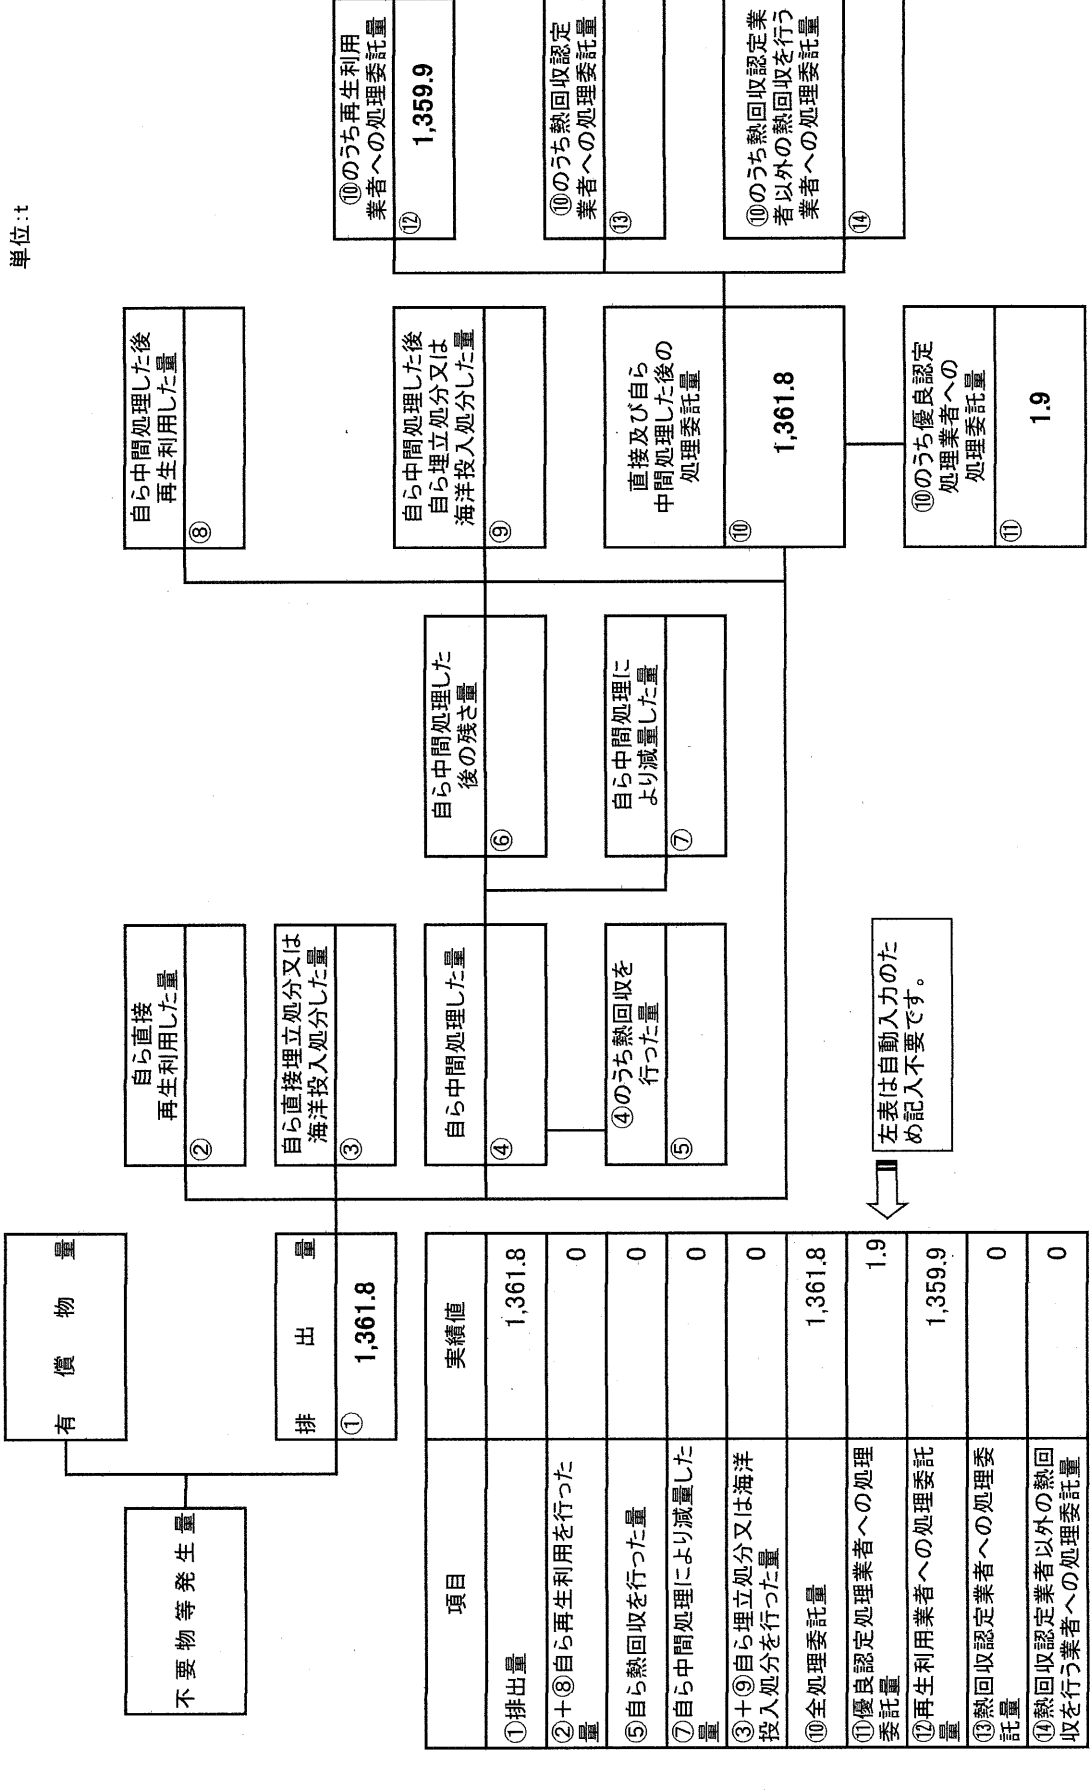 単位:t
不要物等発生量
有償物量
排出量
①
1,361.8
自ら直接
再生利用した量
②
自ら直接埋立処分又は
海洋投入処分した量
③
自ら中間処理した量
④
④のうち熱回収を
行った量
⑤
自ら中間処理した
後の残さ量
⑥
自ら中間処理に
より減量した量
⑦
自ら中間処理した後
再生利用した量
⑧
自ら中間処理した後
自ら埋立処分又は
海洋投入処分した量
⑨
直接及び自ら
中間処理した後の
処理委託量
⑩
1,361.8
⑩のうち優良認定
処理業者への
処理委託量
⑪
1.9
⑩のうち再生利用
業者への処理委託量
⑫
1,359.9
⑩のうち熱回収認定
業者への処理委託量
⑬
⑩のうち熱回収認定業
者以外の熱回収を行う
業者への処理委託量
⑭
項目 実績値
①排出量 1,361.8
②+⑧自ら再生利用を行った
量 0
⑤自ら熱回収を行った量 0
⑦自ら中間処理により減量した
量 0
③+⑨自ら埋立処分又は海洋
投入処分を行った量 0
⑩全処理委託量 1,361.8
⑪優良認定処理業者への処理
委託量 1.9
⑫再生利用業者への処理委託
量 1,359.9
⑬熱回収認定業者への処理委
託量 0
⑭熱回収認定業者以外の熱回
収を行う業者への処理委託量 0
左表は自動入力のた
め記入不要です。